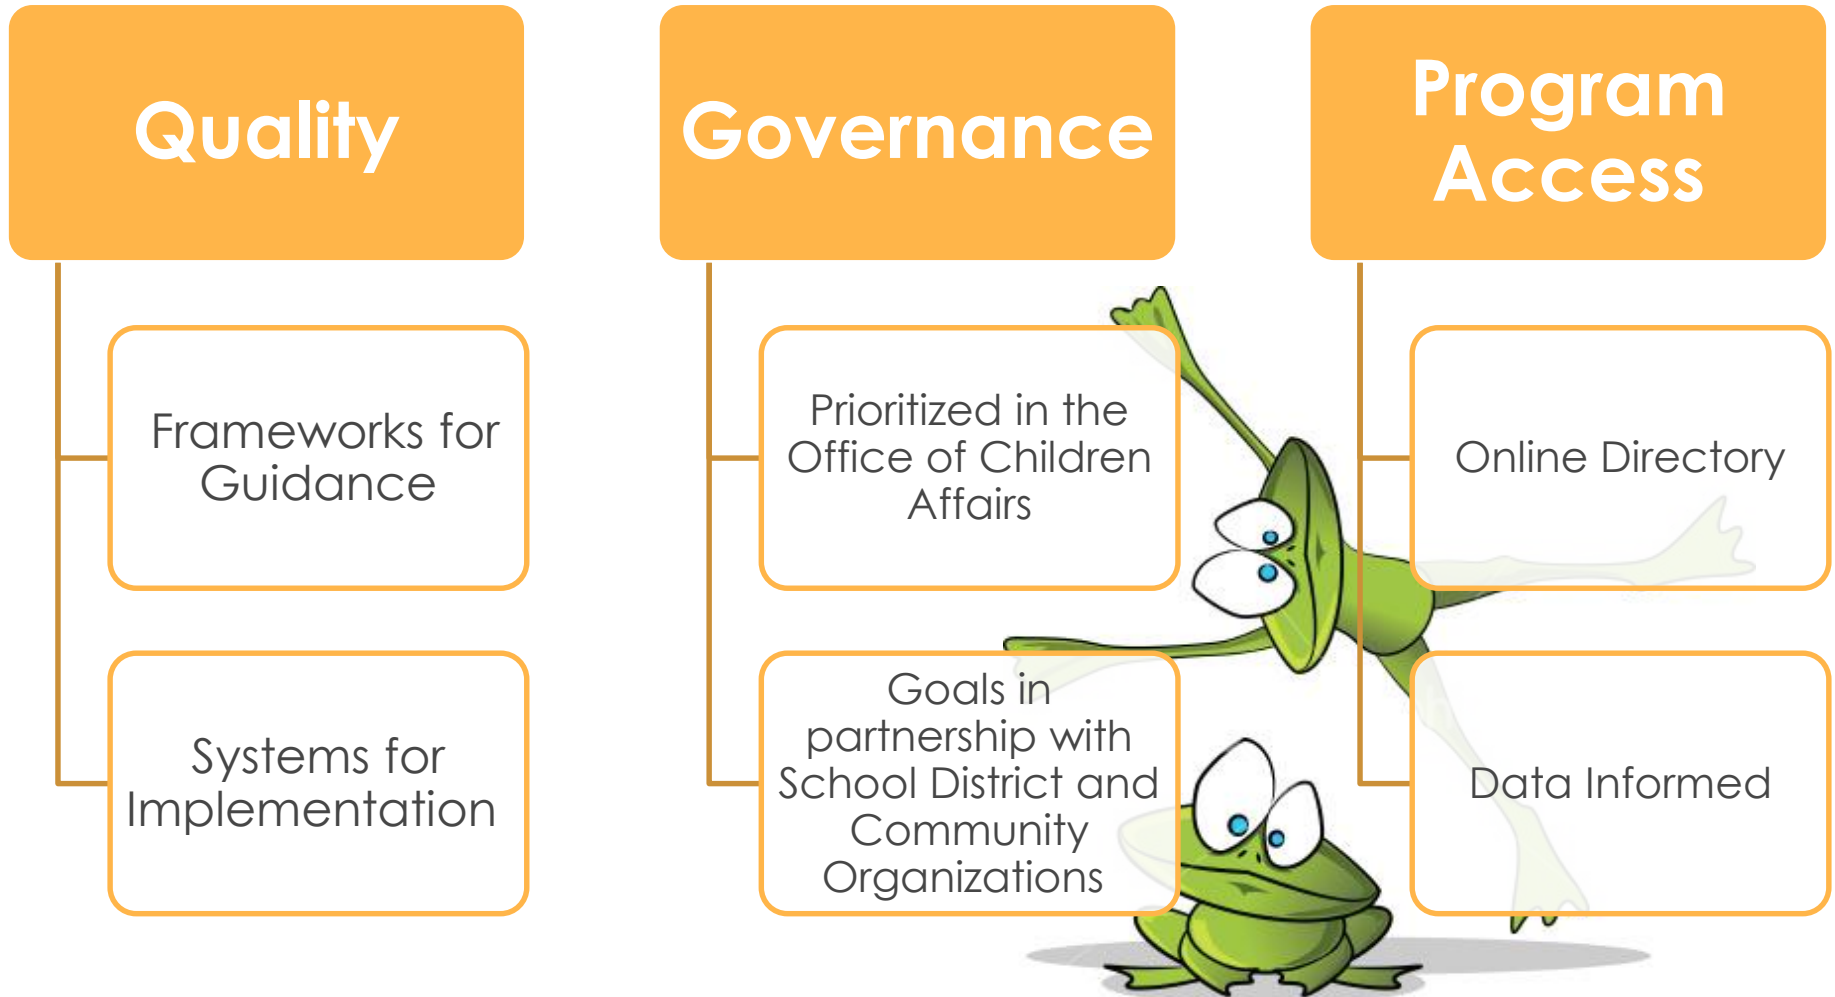 Quality
Frameworks for
Guidance
Systems for
Implementation
Governance
Prioritized in the
Office of Children
Affairs
Goals in
partnership with
School District and
Community
Organizations
Program
Access
Online Directory
Data Informed